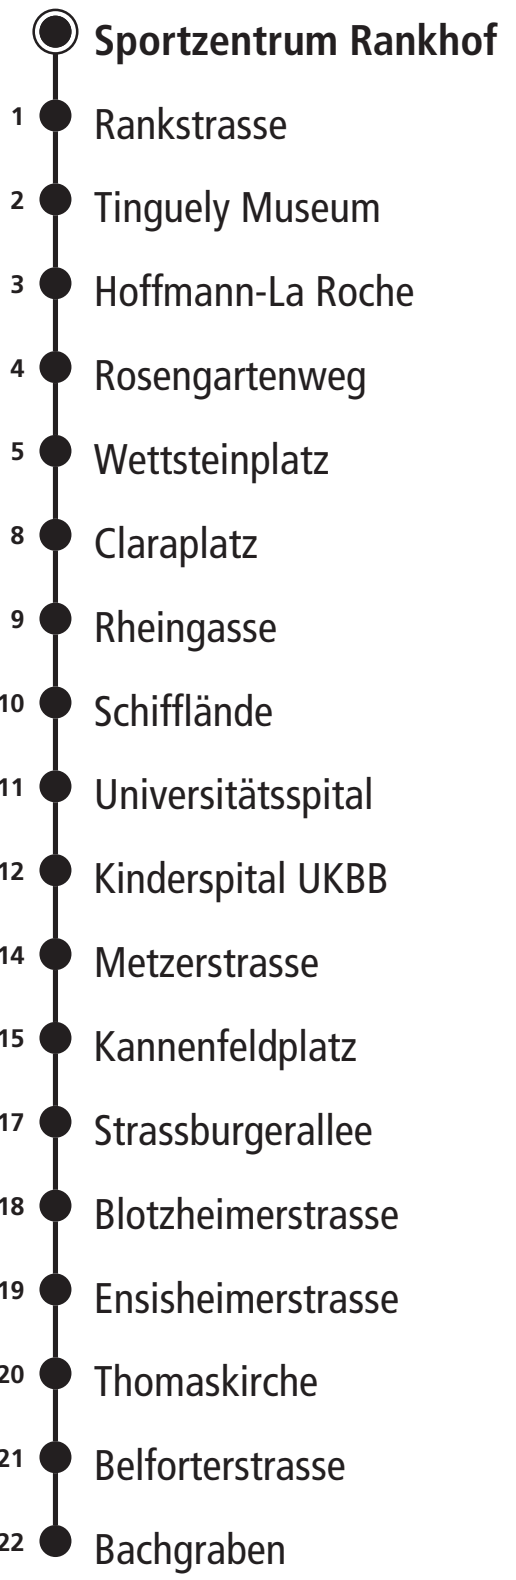 Sportzentrum Rankhof
1 Rankstrasse
2 Tinguely Museum
3 Hoffmann-La Roche
4 Rosengartenweg
5 Wettsteinplatz
8 Claraplatz
9 Rheingasse
10 Schifflände
11 Universitätsspital
12 Kinderspital UKBB
14 Metzerstrasse
15 Kannenfeldplatz
17 Strassburgerallee
18 Blotzheimerstrasse
19 Ensisheimerstrasse
20 Thomaskirche
21 Belforterstrasse
22 Bachgraben